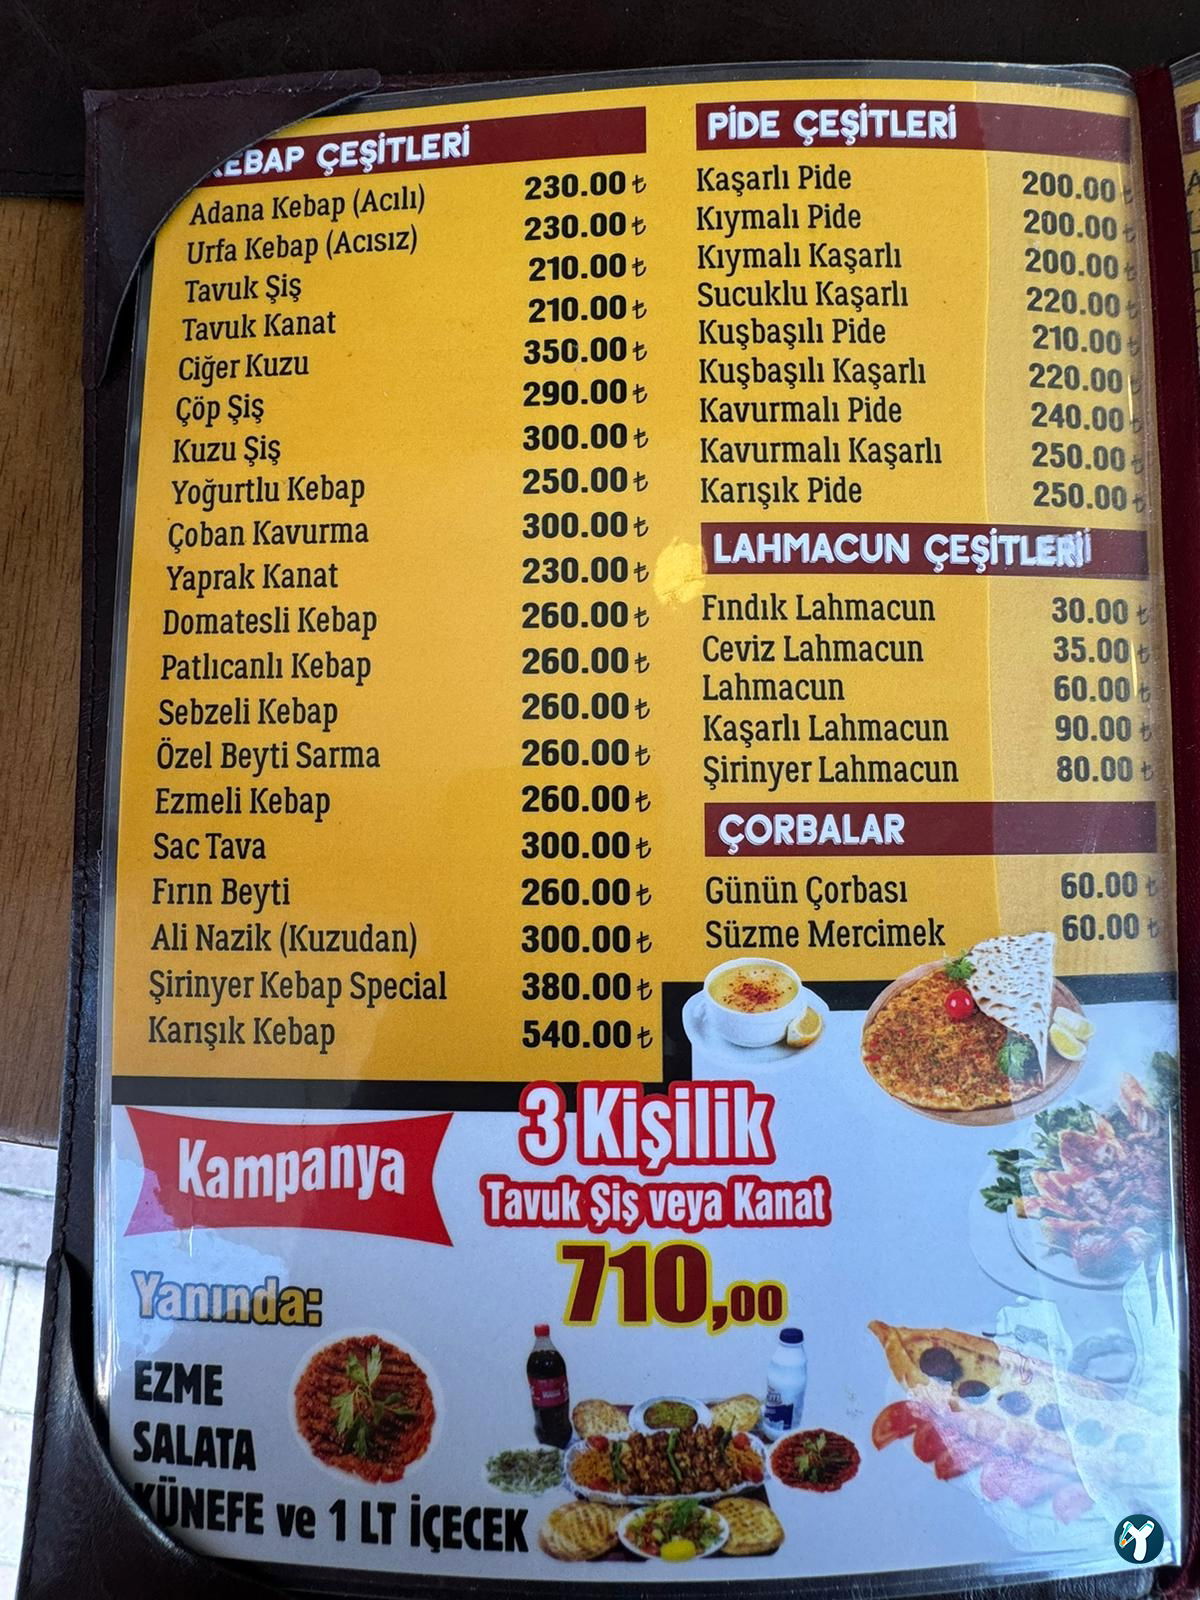 KEBAP ÇEŞİTLERİ
Adana Kebap (Acılı) 230.00 ₺
Urfa Kebap (Acısız) 230.00 ₺
Tavuk Şiş 210.00 ₺
Tavuk Kanat 210.00 ₺
Ciğer Kuzu 350.00 ₺
Çöp Şiş 290.00 ₺
Kuzu Şiş 300.00 ₺
Yoğurtlu Kebap 250.00 ₺
Çoban Kavurma 300.00 ₺
Yaprak Kanat 230.00 ₺
Domatesli Kebap 260.00 ₺
Patlıcanlı Kebap 260.00 ₺
Sebzeli Kebap 260.00 ₺
Özel Beyti Sarma 260.00 ₺
Ezmeli Kebap 260.00 ₺
Sac Tava 300.00 ₺
Fırın Beyti 260.00 ₺
Ali Nazik (Kuzudan) 300.00 ₺
Şirinyer Kebap Special 380.00 ₺
Karışık Kebap 540.00 ₺
PİDE ÇEŞİTLERİ
Kaşarlı Pide 200.00 ₺
Kıymalı Pide 200.00 ₺
Kıymalı Kaşarlı 200.00 ₺
Sucuklu Kaşarlı 220.00 ₺
Kuşbaşılı Pide 210.00 ₺
Kuşbaşılı Kaşarlı 220.00 ₺
Kavurmalı Pide 240.00 ₺
Kavurmalı Kaşarlı 250.00 ₺
Karışık Pide 250.00 ₺
LAHMACUN ÇEŞİTLERİ
Fındık Lahmacun 30.00 ₺
Ceviz Lahmacun 35.00 ₺
Lahmacun 60.00 ₺
Kaşarlı Lahmacun 90.00 ₺
Şirinyer Lahmacun 80.00 ₺
ÇORBALAR
Günün Çorbası 60.00 ₺
Süzme Mercimek 60.00 ₺
Kampanya
3 Kişilik
Tavuk Şiş veya Kanat
710,00
Yanında:
EZME
SALATA
KÜNEFE ve 1 LT İÇECEK